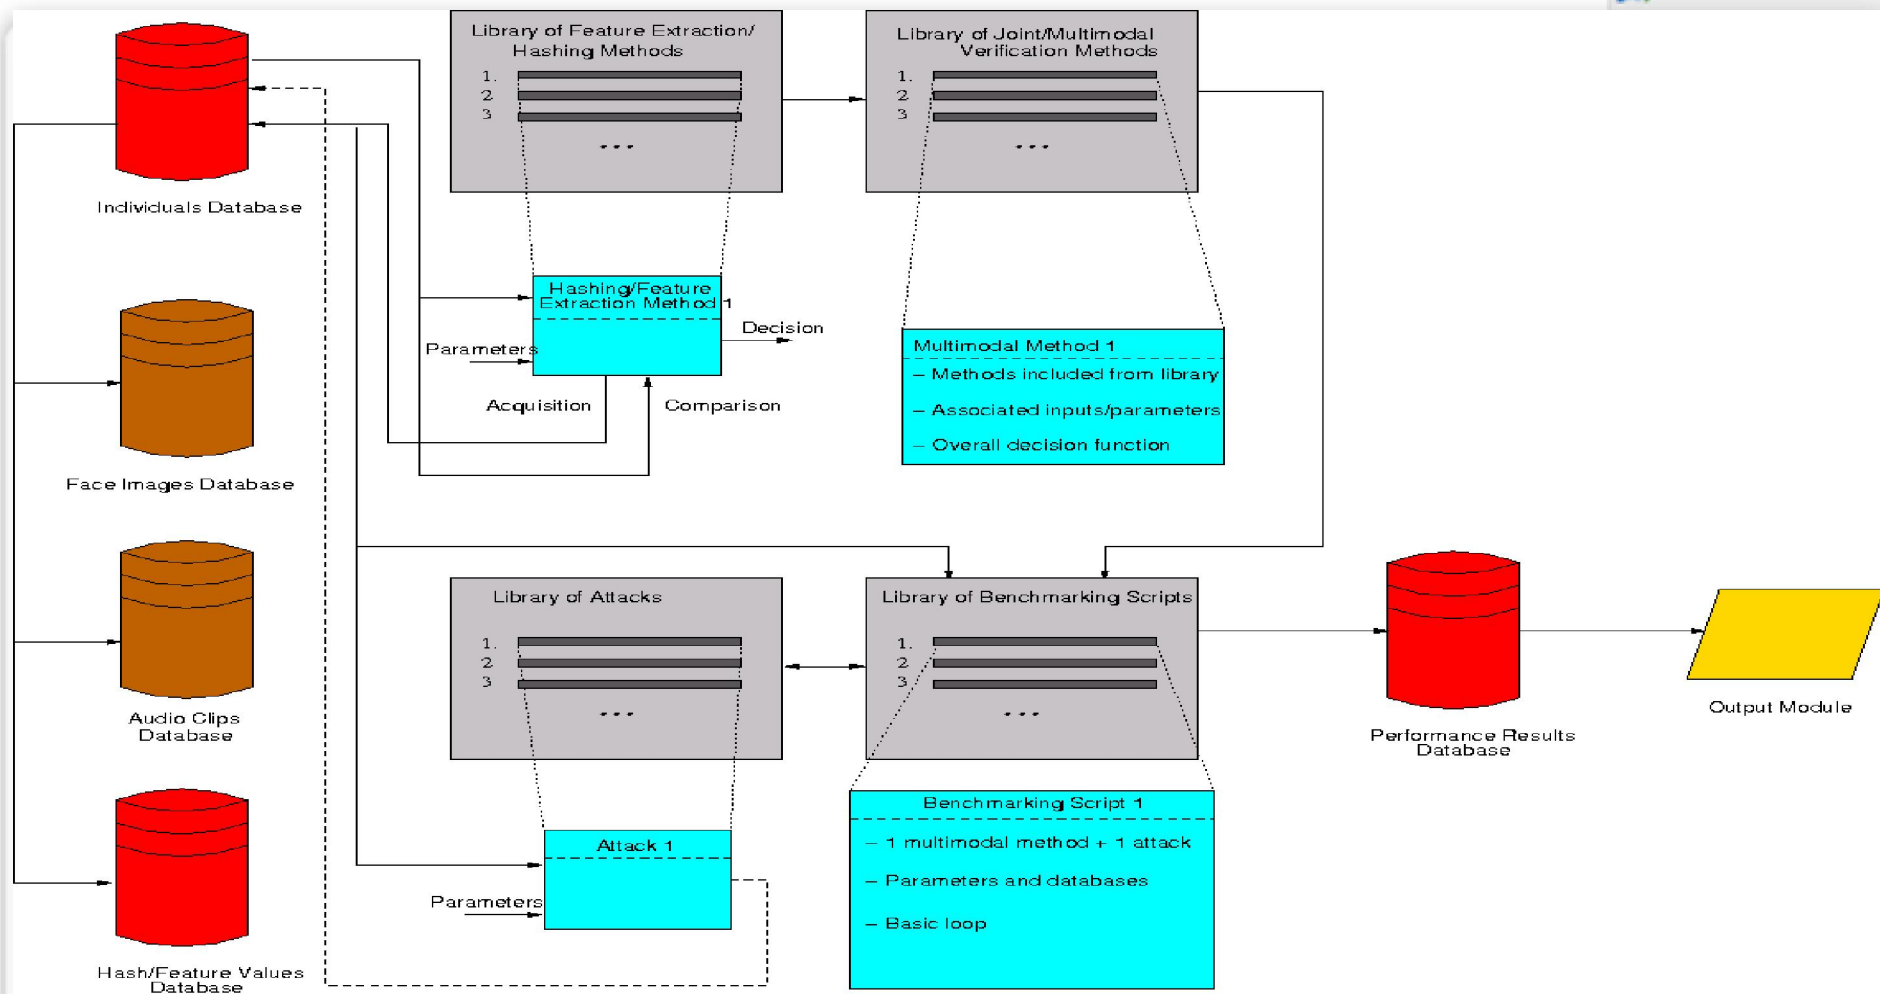 Library of Feature Extraction/
Hashing Methods
1.
2
3
...
Library of Joint/Multimodal
Verification Methods
1.
2
3
...
Individuals Database
Hashing/Feature
Extraction Method 1
Parameters
Decision
Acquisition
Comparison
Multimodal Method 1
– Methods included from library
– Associated inputs/parameters
– Overall decision function
Face Images Database
Library of Attacks
1.
2
3
...
Library of Benchmarking Scripts
1.
2
3
...
Audio Clips
Database
Performance Results
Database
Output Module
Attack 1
Parameters
Benchmarking Script 1
– 1 multimodal method + 1 attack
– Parameters and databases
– Basic loop
Hash/Feature Values
Database